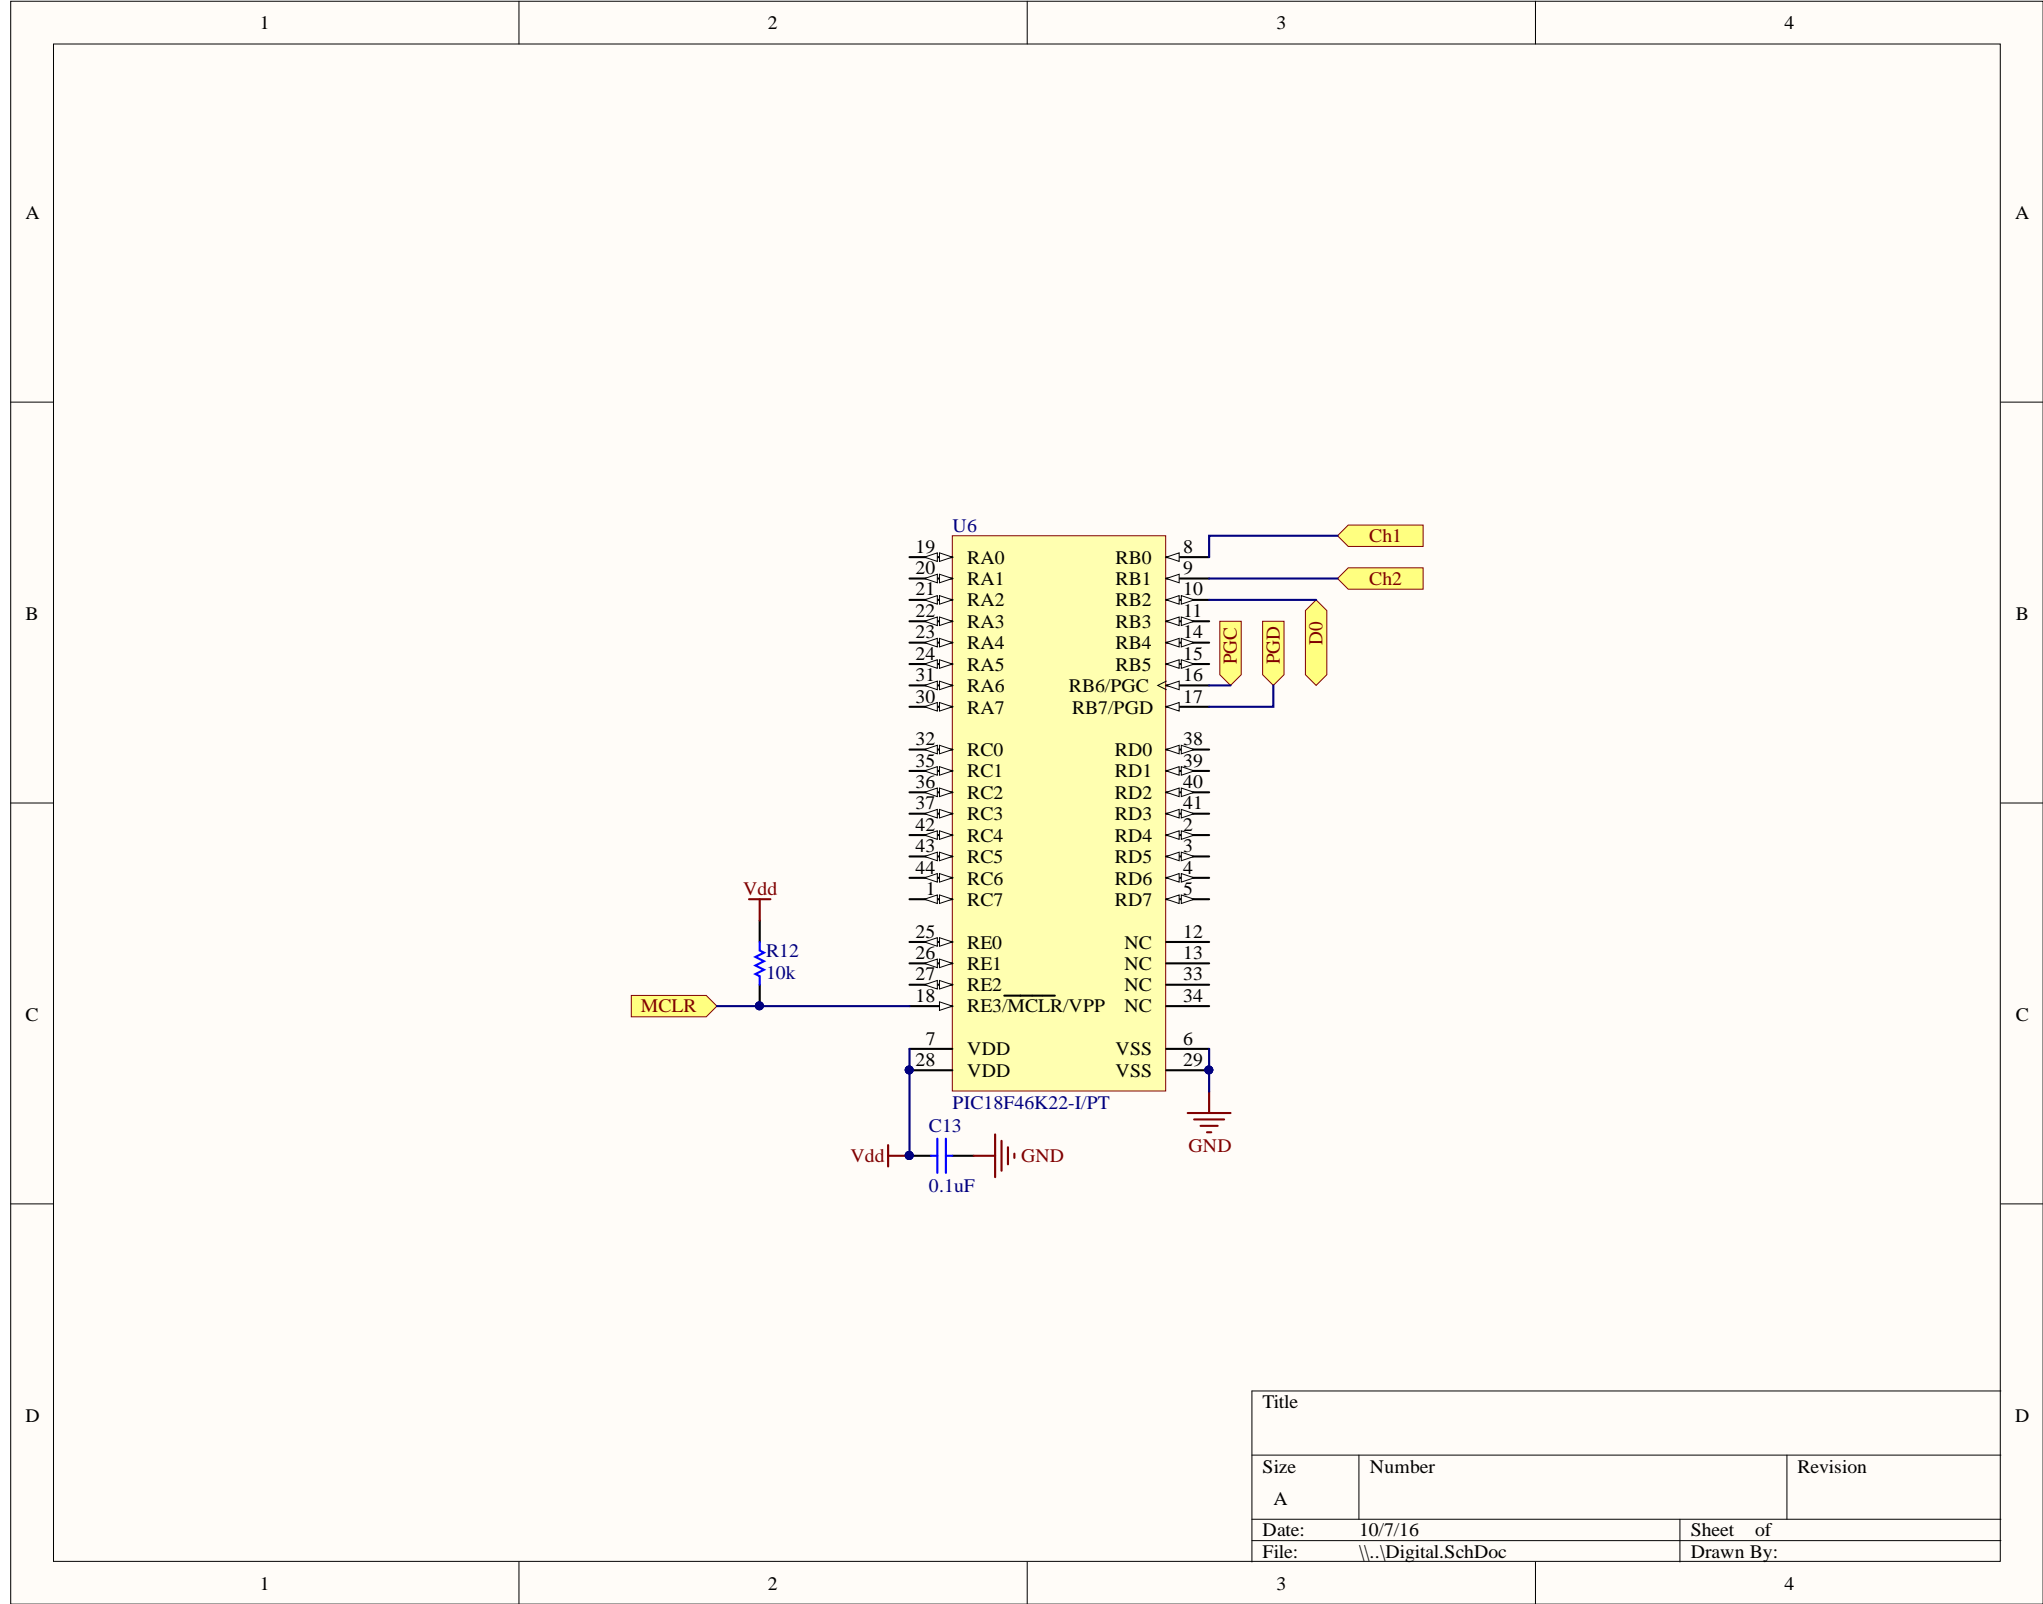 1 2 3 4
A A
U6
19 RA0 RB0 8 Ch1
20 RA1 RB1 9 Ch2
21 RA2 RB2 10
22 RA3 RB3 11
B B
23 RA4 RB4 14 PGC PGD D0
24 RA5 RB5 15
31 RA6 RB6/PGC 16
30 RA7 RB7/PGD 17
32 RC0 RD0 38
35 RC1 RD1 39
36 RC2 RD2 40
37 RC3 RD3 41
42 RC4 RD4 2
43 RC5 RD5 3
44 RC6 RD6 4
Vdd
1 RC7 RD7 5
25 RE0 NC 12
R12
26 RE1 NC 13
10k
27 RE2 NC 33
MCLR 18 RE3/MCLR/VPP NC 34
C C
7 VDD VSS 6
28 VDD VSS 29
PIC18F46K22-I/PT
C13
GND
Vdd GND
0.1uF
Title
D D
Size Number Revision
A
Date: 10/7/16 Sheet of
File: \\..\Digital.SchDoc Drawn By:
1 2 3 4